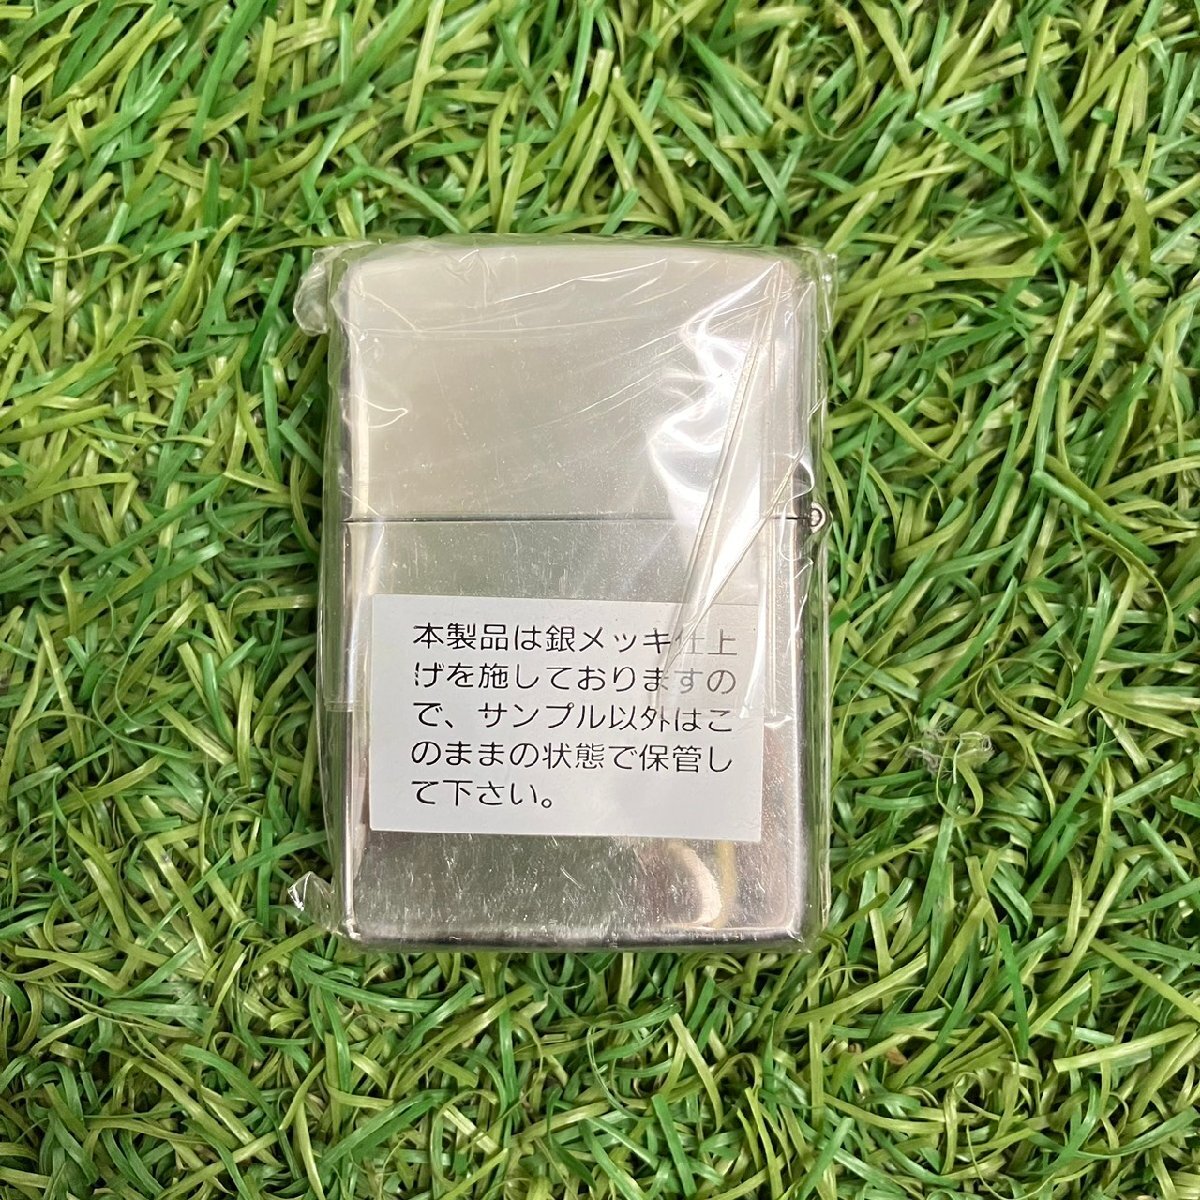 本製品は銀メッキ仕上
げを施しておりますの
で、サンプル以外はこ
のままの状態で保管し
て下さい。